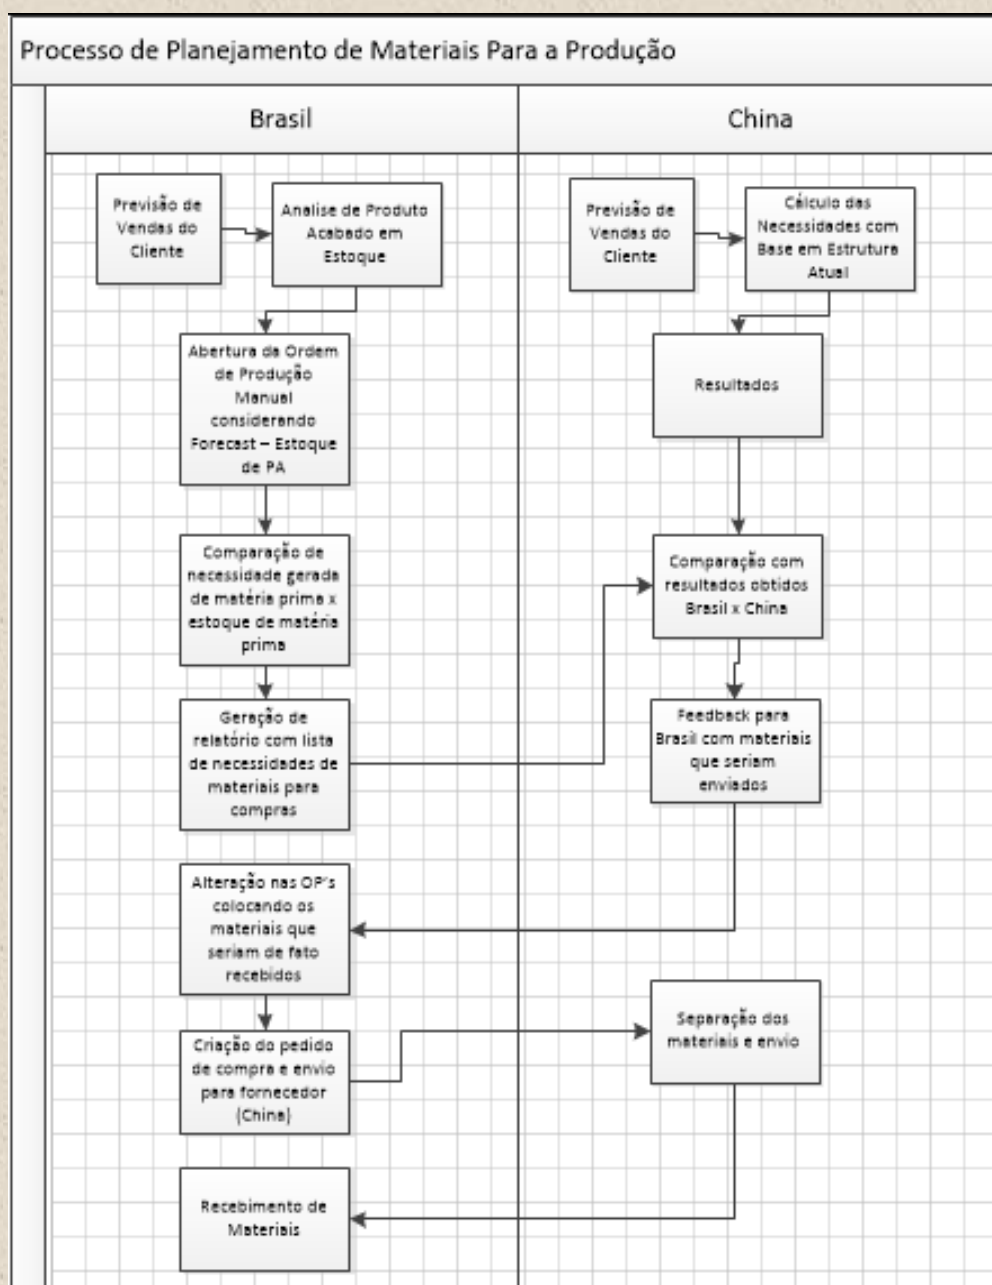 Processo de Planejamento de Materiais Para a Produção
Brasil
China
Previsão de
Vendas do
Cliente
Analise de Produto
Acabado em
Estoque
Previsão de
Vendas do
Cliente
Cálculo das
Necessidades com
Base em Estrutura
Atual
Abertura da Ordem
de Produção
Manual
considerando
Forecast – Estoque
de PA
Resultados
Comparação de
necessidade gerada
de matéria prima x
estoque de matéria
prima
Comparação com
resultados obtidos
Brasil x China
Geração de
relatório com lista
de necessidades de
materiais para
compras
Feedback para
Brasil com materiais
que seriam
enviados
Alteração nas OP's
colocando os
materiais que
seriam de fato
recebidos
Separação dos
materiais e envio
Criação do pedido
de compra e envio
para fornecedor
(China)
Recebimento de
Materiais